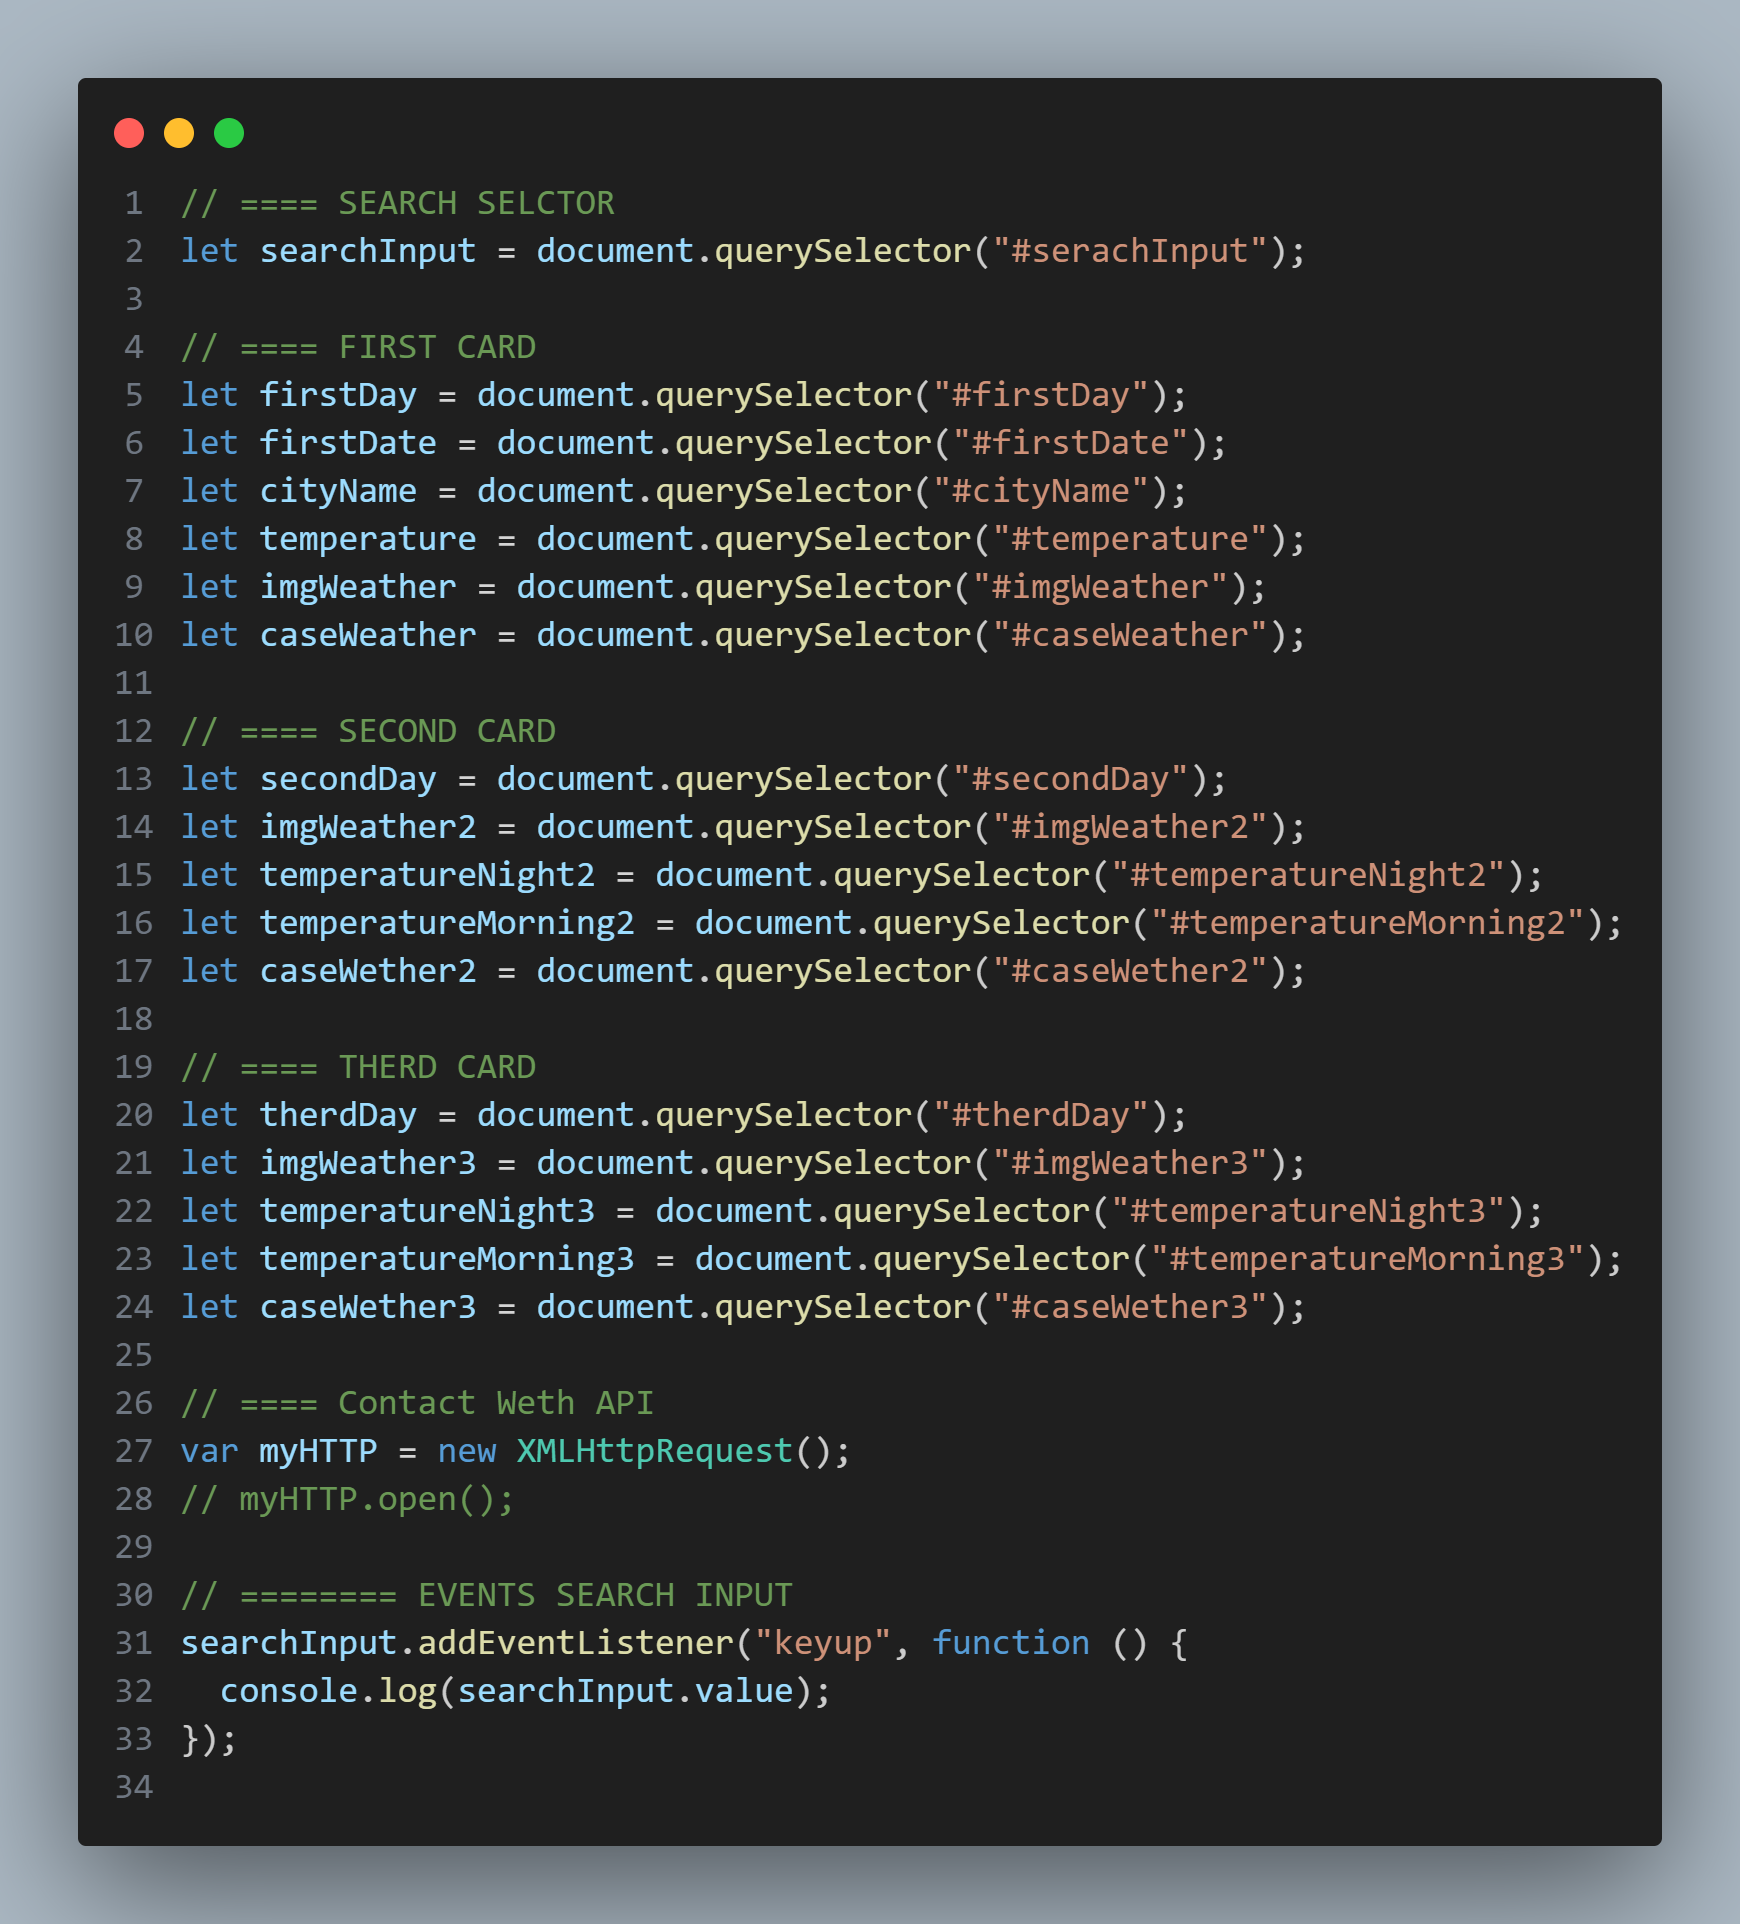 1 // ==== SEARCH SELCTOR
2 let searchInput = document.querySelector("#serachInput");
3
4 // ==== FIRST CARD
5 let firstDay = document.querySelector("#firstDay");
6 let firstDate = document.querySelector("#firstDate");
7 let cityName = document.querySelector("#cityName");
8 let temperature = document.querySelector("#temperature");
9 let imgWeather = document.querySelector("#imgWeather");
10 let caseWeather = document.querySelector("#caseWeather");
11
12 // ==== SECOND CARD
13 let secondDay = document.querySelector("#secondDay");
14 let imgWeather2 = document.querySelector("#imgWeather2");
15 let temperatureNight2 = document.querySelector("#temperatureNight2");
16 let temperatureMorning2 = document.querySelector("#temperatureMorning2");
17 let caseWether2 = document.querySelector("#caseWether2");
18
19 // ==== THERD CARD
20 let therdDay = document.querySelector("#therdDay");
21 let imgWeather3 = document.querySelector("#imgWeather3");
22 let temperatureNight3 = document.querySelector("#temperatureNight3");
23 let temperatureMorning3 = document.querySelector("#temperatureMorning3");
24 let caseWether3 = document.querySelector("#caseWether3");
25
26 // ==== Contact Weth API
27 var myHTTP = new XMLHttpRequest();
28 // myHTTP.open();
29
30 // ======== EVENTS SEARCH INPUT
31 searchInput.addEventListener("keyup", function () {
32   console.log(searchInput.value);
33 });
34